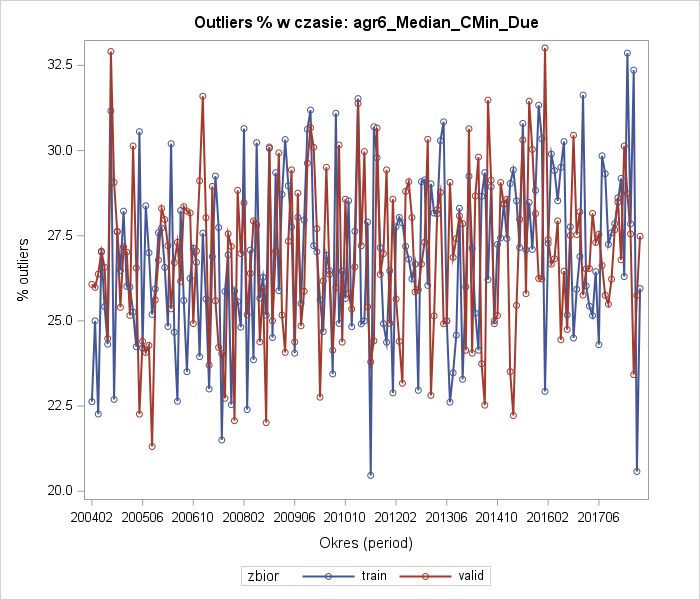 Outliers % w czasie: agr6_Median_CMin_Due
% outliers
32.5
30.0
27.5
25.0
22.5
20.0
200402 200506 200610 200802 200906 201010 201202 201306 201410 201602 201706
Okres (period)
zbior train valid